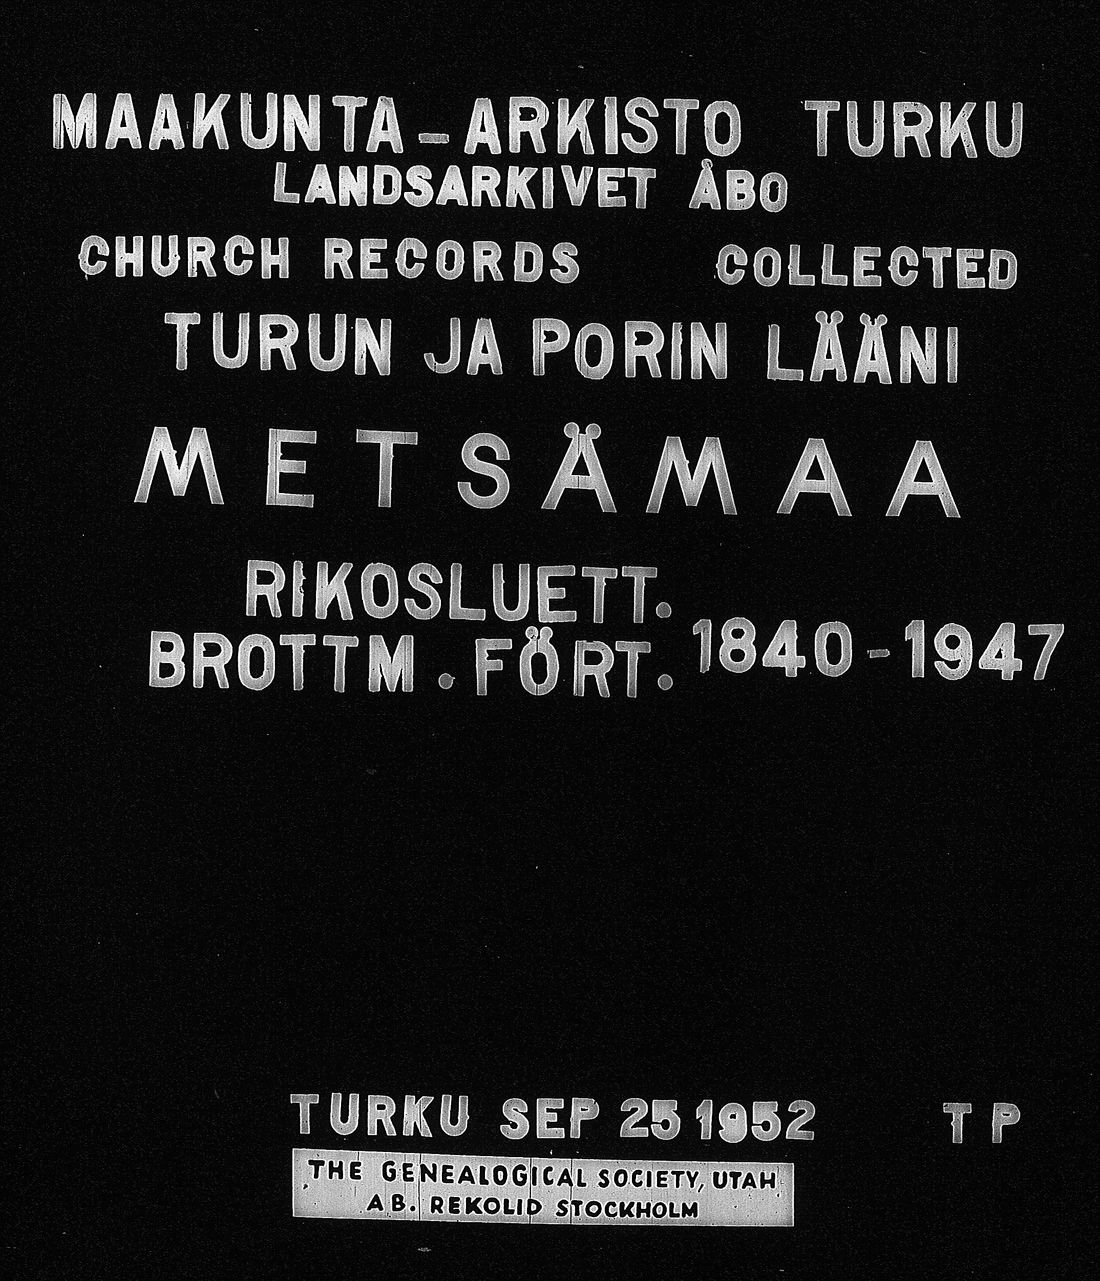 MAAKUNTA-ARKISTO TURKU
LANDSARKIVET ÅBO
CHURCH RECORDS COLLECTED
TURUN JA PORIN LÄÄNI
METSÄMAA
RIKOSLUETT.
BROTTM. FÖRT. 1840-1947
TURKU SEP 25 1952 TP
THE GENEALOGICAL SOCIETY, UTAH
AB. REKOLID STOCKHOLM